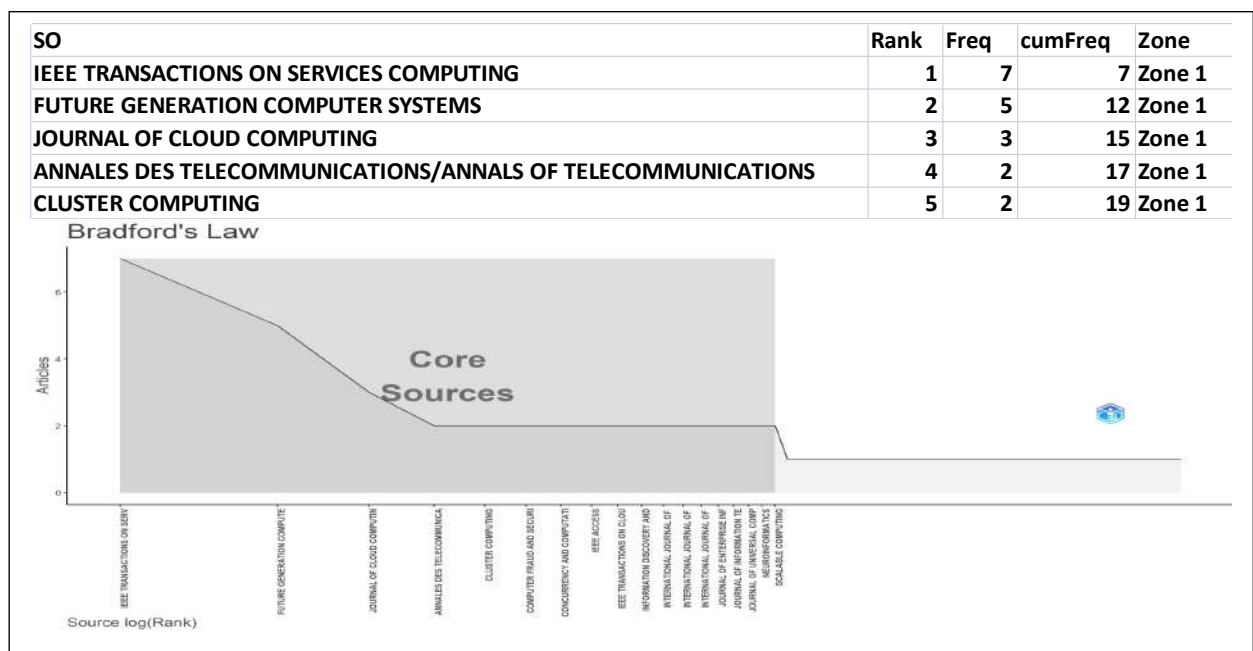 SO Rank Freq cumFreq Zone
IEEE TRANSACTIONS ON SERVICES COMPUTING 1 7 7 Zone 1
FUTURE GENERATION COMPUTER SYSTEMS 2 5 12 Zone 1
JOURNAL OF CLOUD COMPUTING 3 3 15 Zone 1
ANNALES DES TELECOMMUNICATIONS/ANNALS OF TELECOMMUNICATIONS 4 2 17 Zone 1
CLUSTER COMPUTING 5 2 19 Zone 1
Bradford's Law
6
4
2
0
Articles
Core
Sources
IEEE TRANSACTIONS ON SERV
FUTURE GENERATION COMPUTE
JOURNAL OF CLOUD COMPUTIN
ANNALES DES TELECOMMUNICA
CLUSTER COMPUTING
COMPUTER FRAUD AND SECURI
CONCURRENCY AND COMPUTATI
IEEE ACCESS
IEEE TRANSACTIONS ON CLOU
INFORMATION DISCOVERY AND
INTERNATIONAL JOURNAL OF
INTERNATIONAL JOURNAL OF
INTERNATIONAL JOURNAL OF
JOURNAL OF ENTERPRISE INF
JOURNAL OF INFORMATION TE
JOURNAL OF UNIVERSAL COMP
NEUROINFORMATICS
SCALABLE COMPUTING
Source log(Rank)